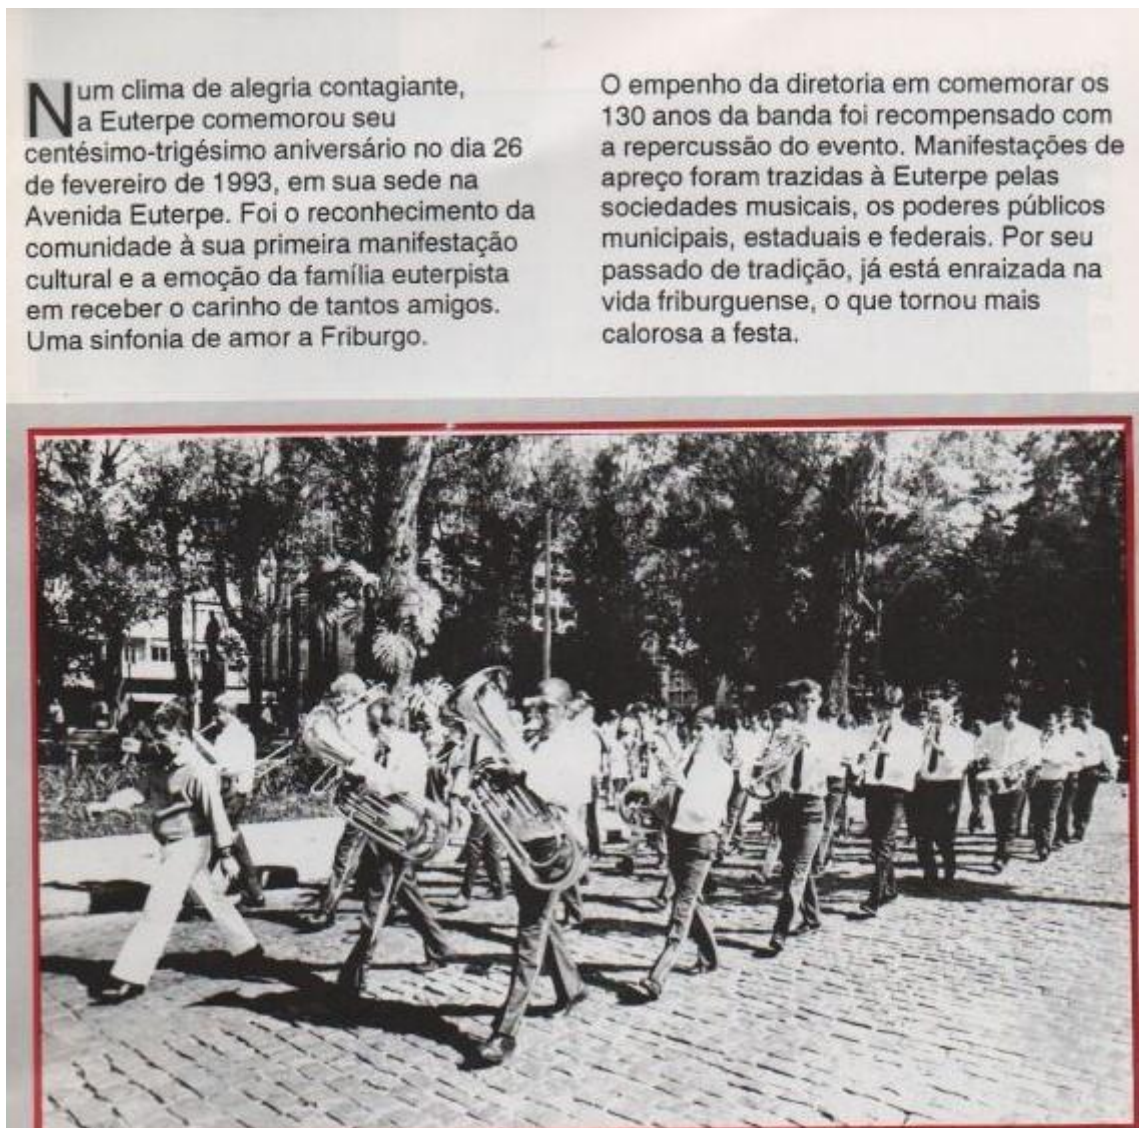 Num clima de alegria contagiante,
a Euterpe comemorou seu
centésimo-trigésimo aniversário no dia 26
de fevereiro de 1993, em sua sede na
Avenida Euterpe. Foi o reconhecimento da
comunidade à sua primeira manifestação
cultural e a emoção da família euterpista
em receber o carinho de tantos amigos.
Uma sinfonia de amor a Friburgo.
O empenho da diretoria em comemorar os
130 anos da banda foi recompensado com
a repercussão do evento. Manifestações de
apreço foram trazidas à Euterpe pelas
sociedades musicais, os poderes públicos
municipais, estaduais e federais. Por seu
passado de tradição, já está enraizada na
vida friburguense, o que tornou mais
calorosa a festa.